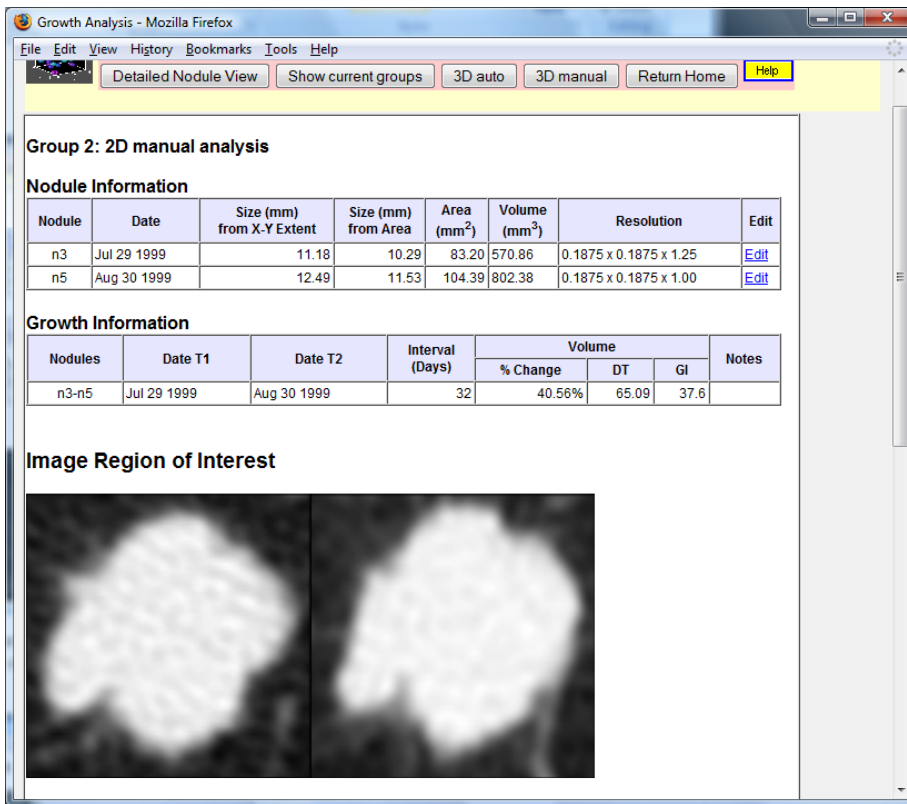 Growth Analysis - Mozilla Firefox
File Edit View History Bookmarks Tools Help
Detailed Nodule View Show current groups 3D auto 3D manual Return Home Help
Group 2: 2D manual analysis
Nodule Information
Nodule Date Size (mm) from X-Y Extent Size (mm) from Area Area (mm²) Volume (mm³) Resolution Edit
n3 Jul 29 1999 11.18 10.29 83.20 570.86 0.1875 x 0.1875 x 1.25 Edit
n5 Aug 30 1999 12.49 11.53 104.39 802.38 0.1875 x 0.1875 x 1.00 Edit
Growth Information
Nodules Date T1 Date T2 Interval (Days) Volume Notes
% Change DT GI
n3-n5 Jul 29 1999 Aug 30 1999 32 40.56% 65.09 37.6
Image Region of Interest